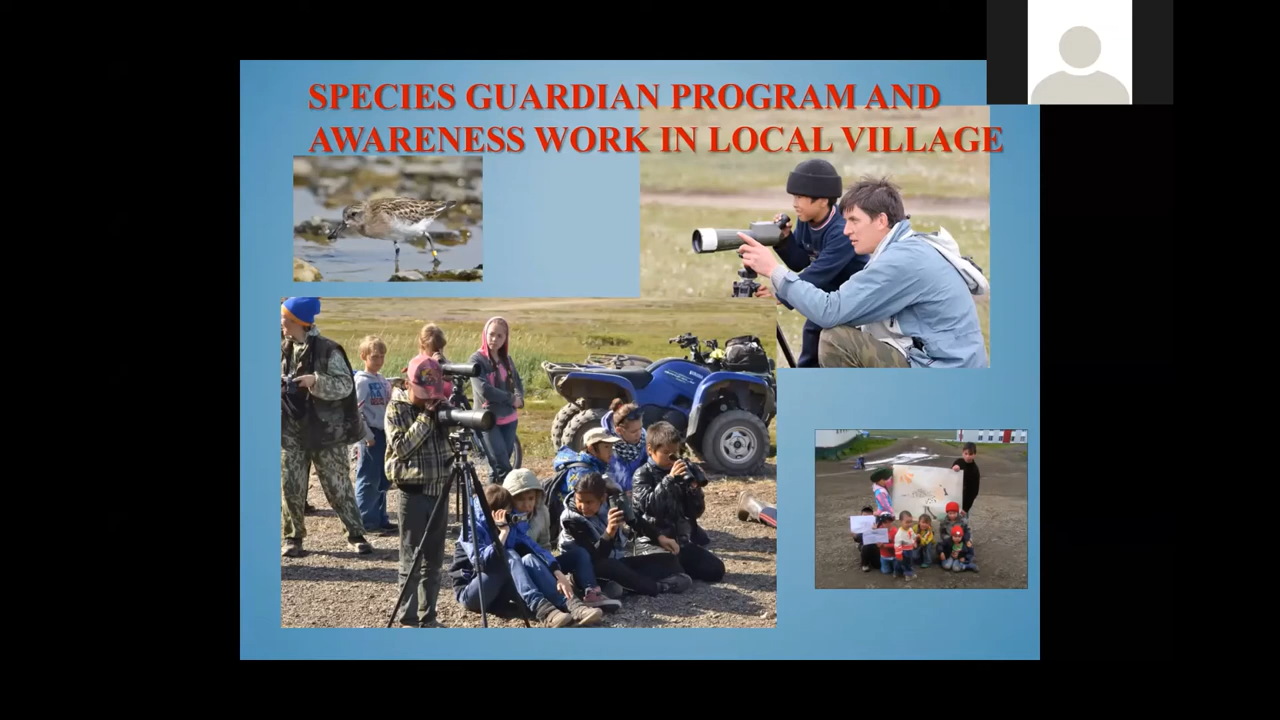 SPECIES GUARDIAN PROGRAM AND
AWARENESS WORK IN LOCAL VILLAGE